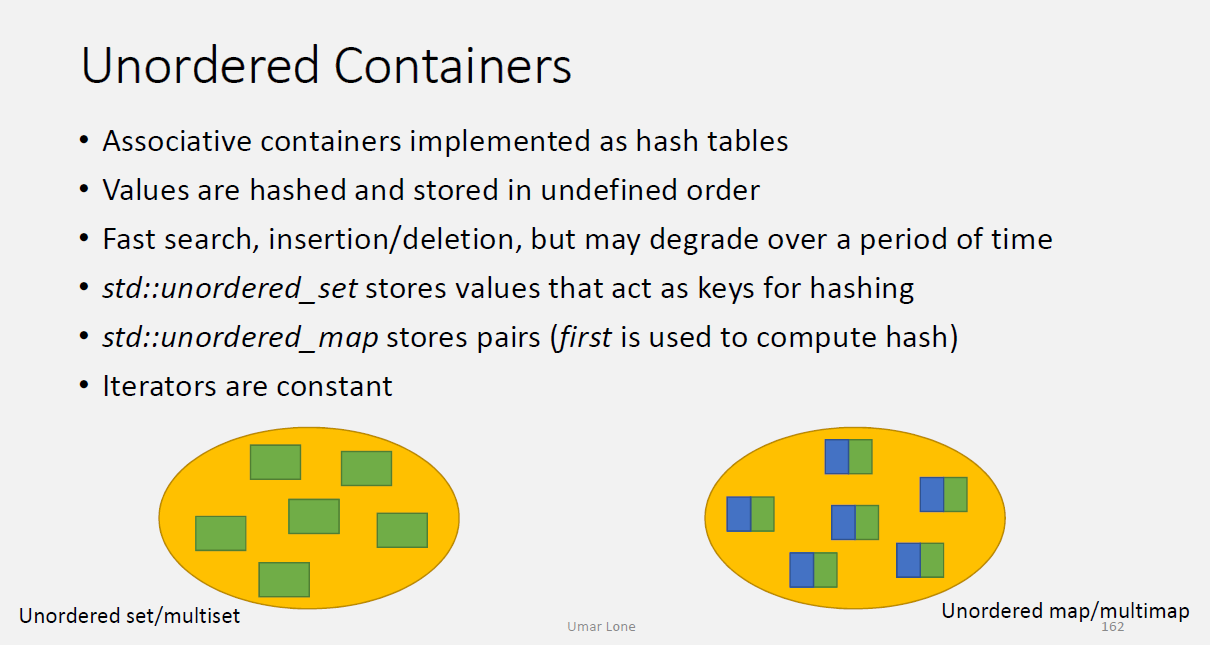 Unordered Containers
• Associative containers implemented as hash tables
• Values are hashed and stored in undefined order
• Fast search, insertion/deletion, but may degrade over a period of time
• std::unordered_set stores values that act as keys for hashing
• std::unordered_map stores pairs (first is used to compute hash)
• Iterators are constant
Unordered set/multiset
Unordered map/multimap
Umar Lone
162